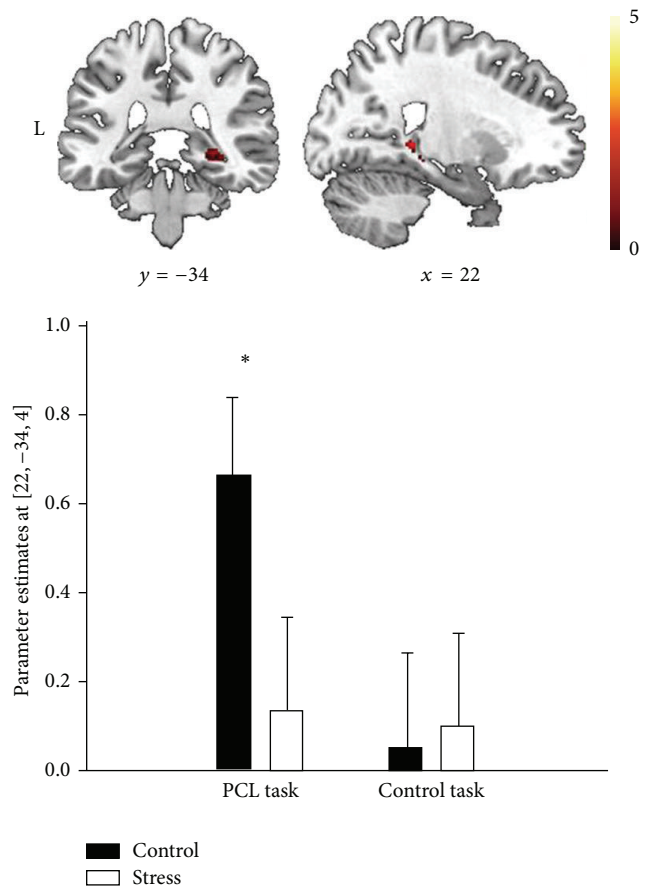 5
L
0
y = −34
x = 22
Parameter estimates at [22, −34, 4]
1.0
0.8
0.6
0.4
0.2
0.0
*
PCL task
Control task
Control
Stress